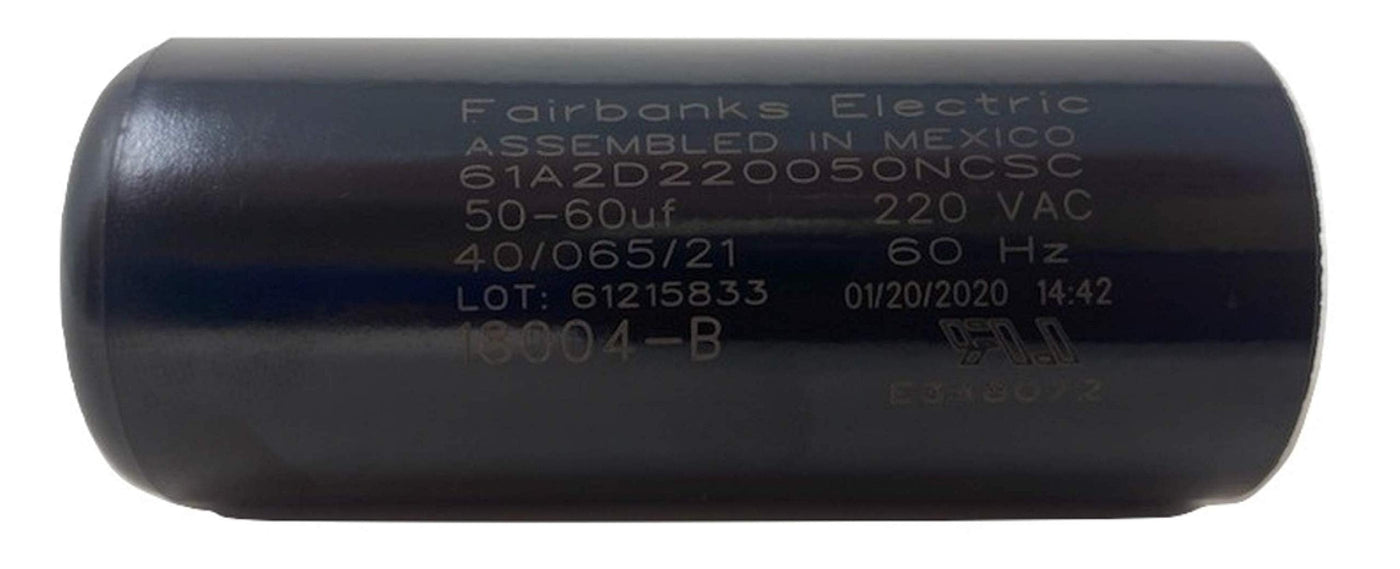 Fairbanks Electric
ASSEMBLED IN MEXICO
61A2D220050NCSC
50-60uf 220 VAC
40/065/21 60 Hz
LOT: 61215833 01/20/2020 14:42
18004-B
E338072